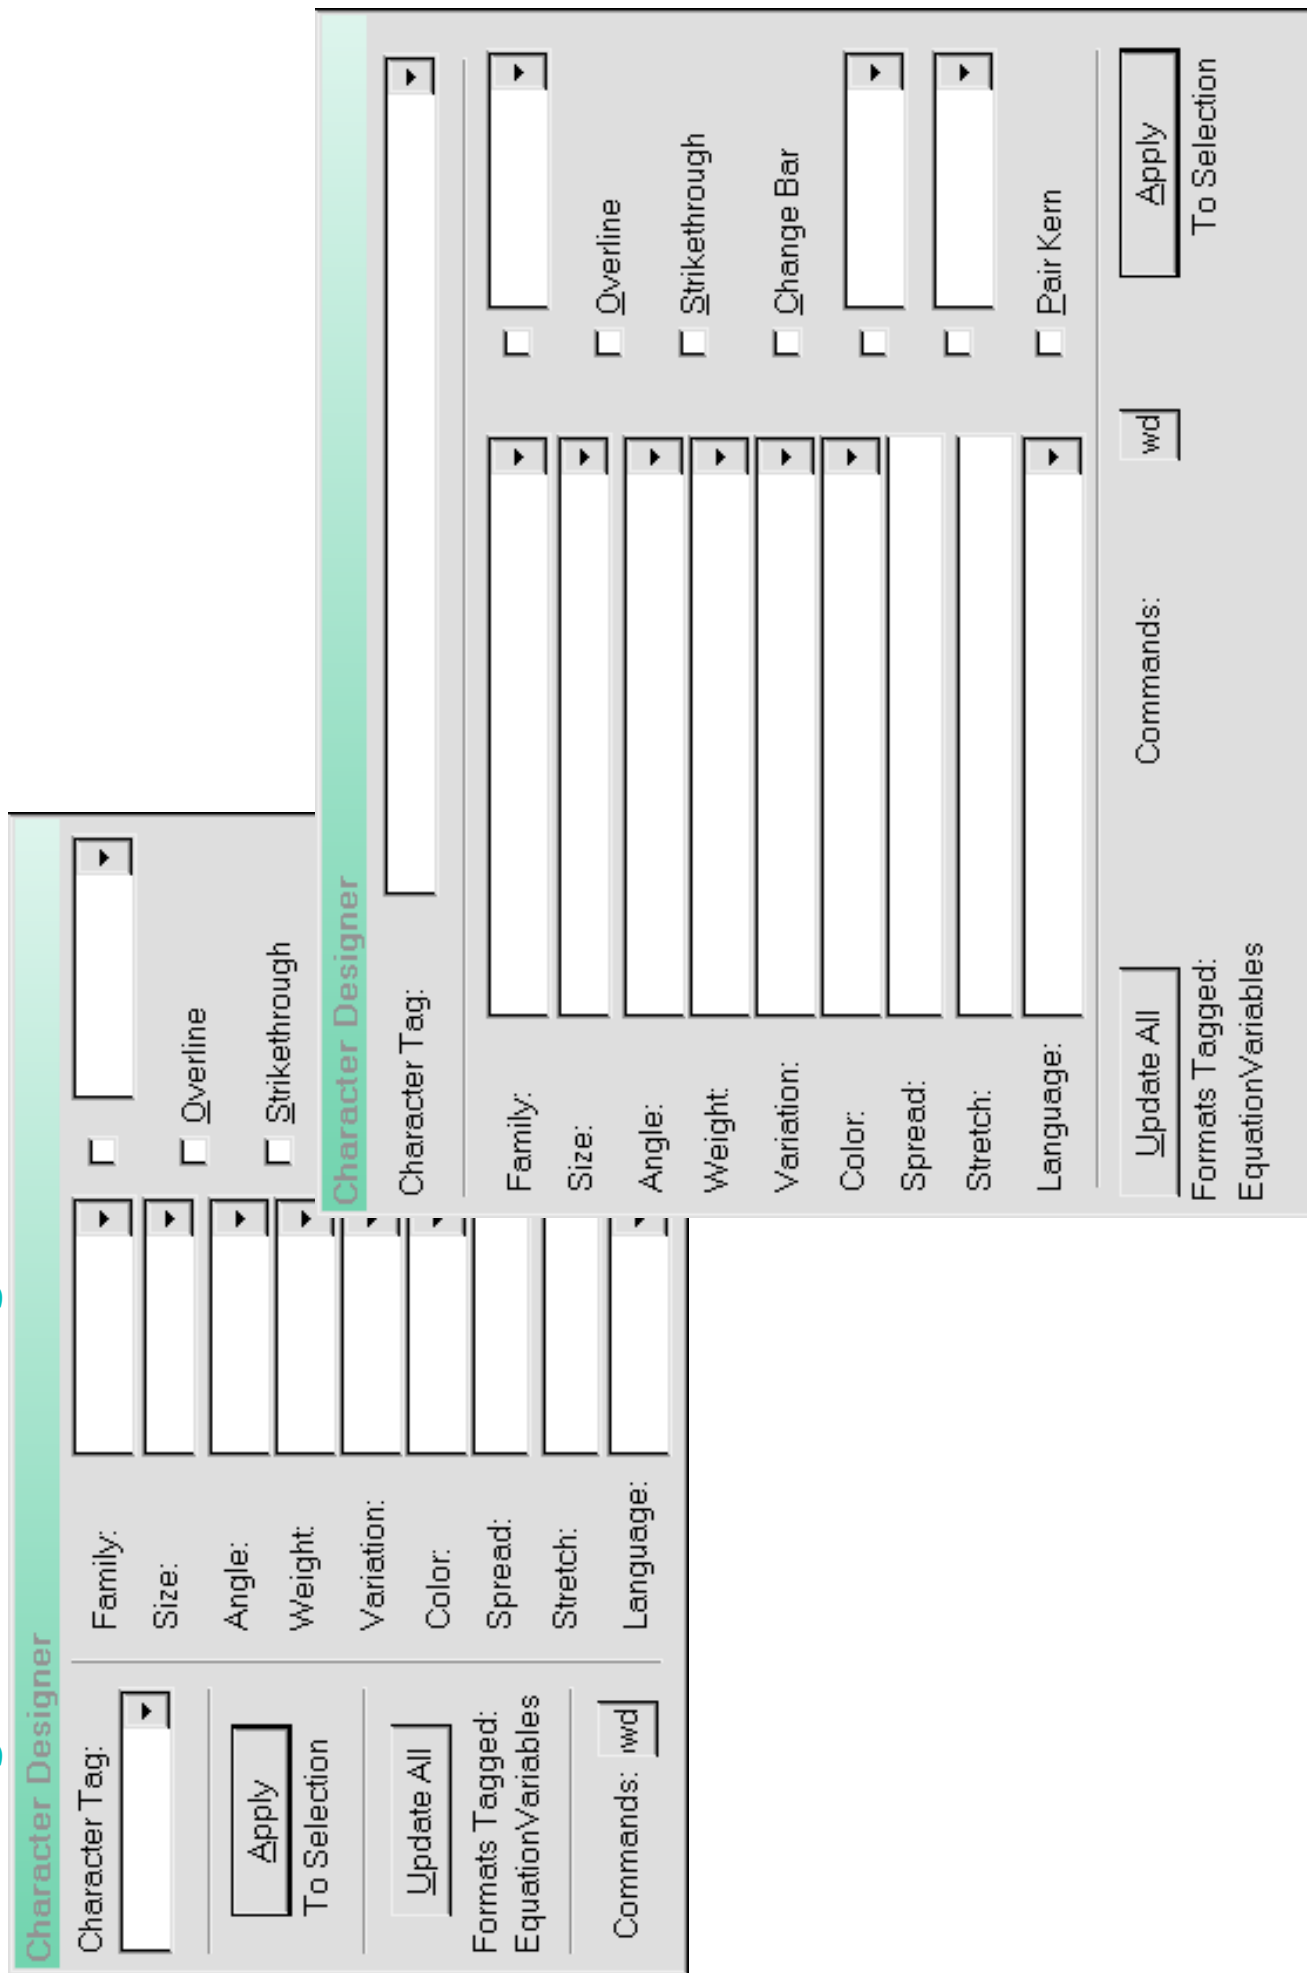 Character Designer
Character Tag:
Apply
To Selection
Update All
Formats Tagged:
EquationVariables
Commands: wd
Family:
Size:
Angle:
Weight:
Variation:
Color:
Spread:
Stretch:
Language:
Overline
Strikethrough
Character Designer
Character Tag:
Family:
Size:
Angle:
Weight:
Variation:
Color:
Spread:
Stretch:
Language:
Overline
Strikethrough
Change Bar
Pair Kern
Update All
Formats Tagged:
EquationVariables
Commands: wd
Apply
To Selection